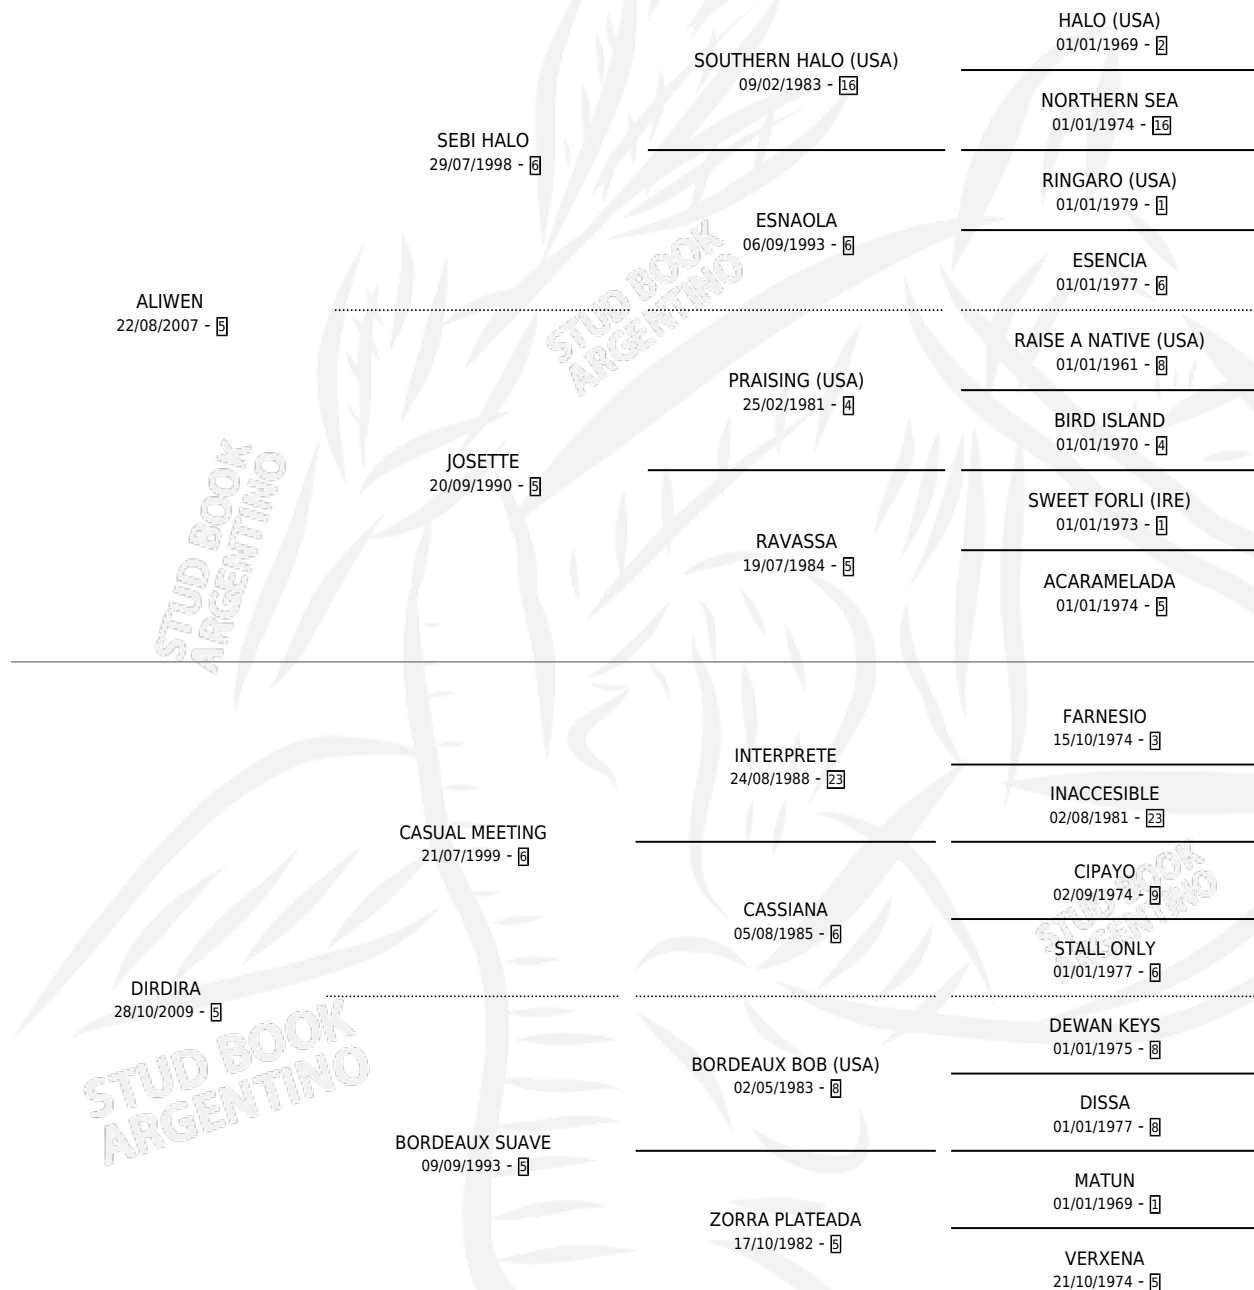 HALO (USA)
01/01/1969 - 2
SOUTHERN HALO (USA)
09/02/1983 - 16
NORTHERN SEA
01/01/1974 - 16
SEBI HALO
29/07/1998 - 6
RINGARO (USA)
01/01/1979 - 1
ESNAOLA
06/09/1993 - 6
ESENCIA
01/01/1977 - 6
STUD BOOK
ARGENTINO
ALIWEN
22/08/2007 - 5
RAISE A NATIVE (USA)
01/01/1961 - 8
PRAISING (USA)
25/02/1981 - 4
BIRD ISLAND
01/01/1970 - 4
JOSETTE
20/09/1990 - 5
SWEET FORLI (IRE)
01/01/1973 - 1
RAVASSA
19/07/1984 - 5
ACARAMELADA
01/01/1974 - 5
STUD BOOK
ARGENTINO
FARNESIO
15/10/1974 - 3
INTERPRETE
24/08/1988 - 23
INACCESIBLE
02/08/1981 - 23
CASUAL MEETING
21/07/1999 - 6
CIPAYO
02/09/1974 - 9
CASSIANA
05/08/1985 - 6
STALL ONLY
01/01/1977 - 6
STUD BOOK
ARGENTINO
DIRDIRA
28/10/2009 - 5
DEWAN KEYS
01/01/1975 - 8
BORDEAUX BOB (USA)
02/05/1983 - 8
DISSA
01/01/1977 - 8
STUD BOOK
ARGENTINO
BORDEAUX SUAVE
09/09/1993 - 5
MATUN
01/01/1969 - 1
ZORRA PLATEADA
17/10/1982 - 5
VERXENA
21/10/1974 - 5